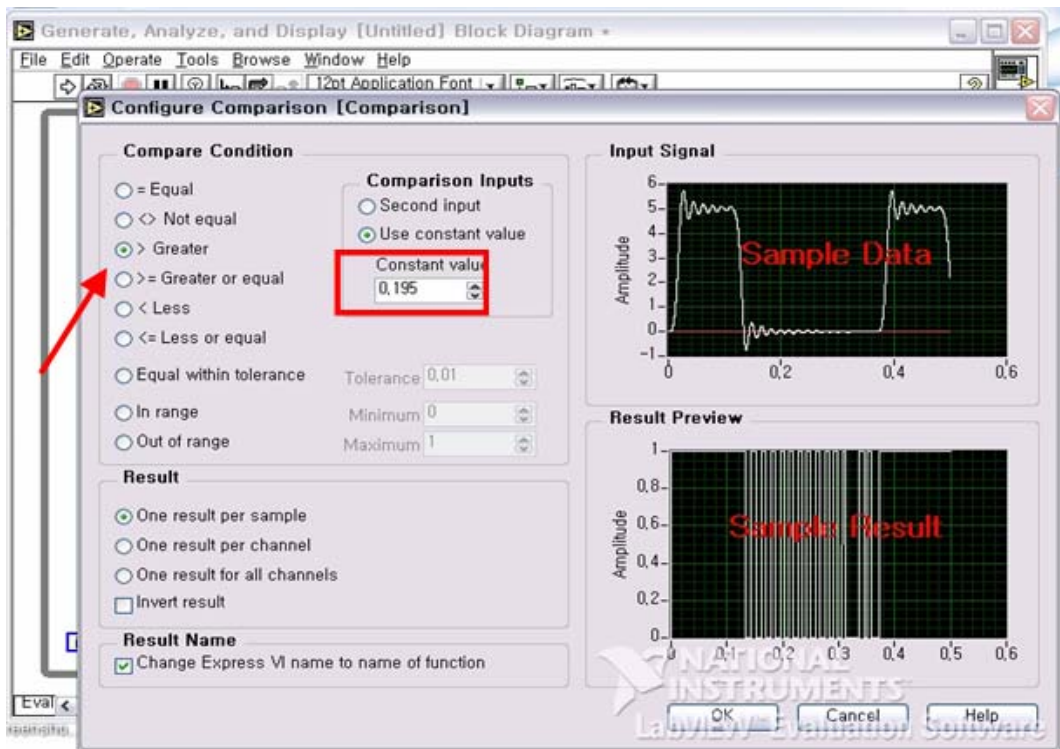 Generate, Analyze, and Display [Untitled] Block Diagram *
File Edit Operate Tools Browse Window Help
12pt Application Font
Configure Comparison [Comparison]
Compare Condition
= Equal
<> Not equal
> Greater
>= Greater or equal
< Less
<= Less or equal
Equal within tolerance
In range
Out of range
Comparison Inputs
Second input
Use constant value
Constant value
0,195
Tolerance 0,01
Minimum 0
Maximum 1
Result
One result per sample
One result per channel
One result for all channels
Invert result
Result Name
Change Express VI name to name of function
Input Signal
Amplitude
6
5
4
3
2
1
0
-1
0 0,2 0,4 0,6
Sample Data
Result Preview
Amplitude
1
0,8
0,6
0,4
0,2
0
0 0,2 0,3 0,4 0,5 0,6
Sample Result
NATIONAL
INSTRUMENTS
LabVIEW Evaluation Software
OK Cancel Help
Eval